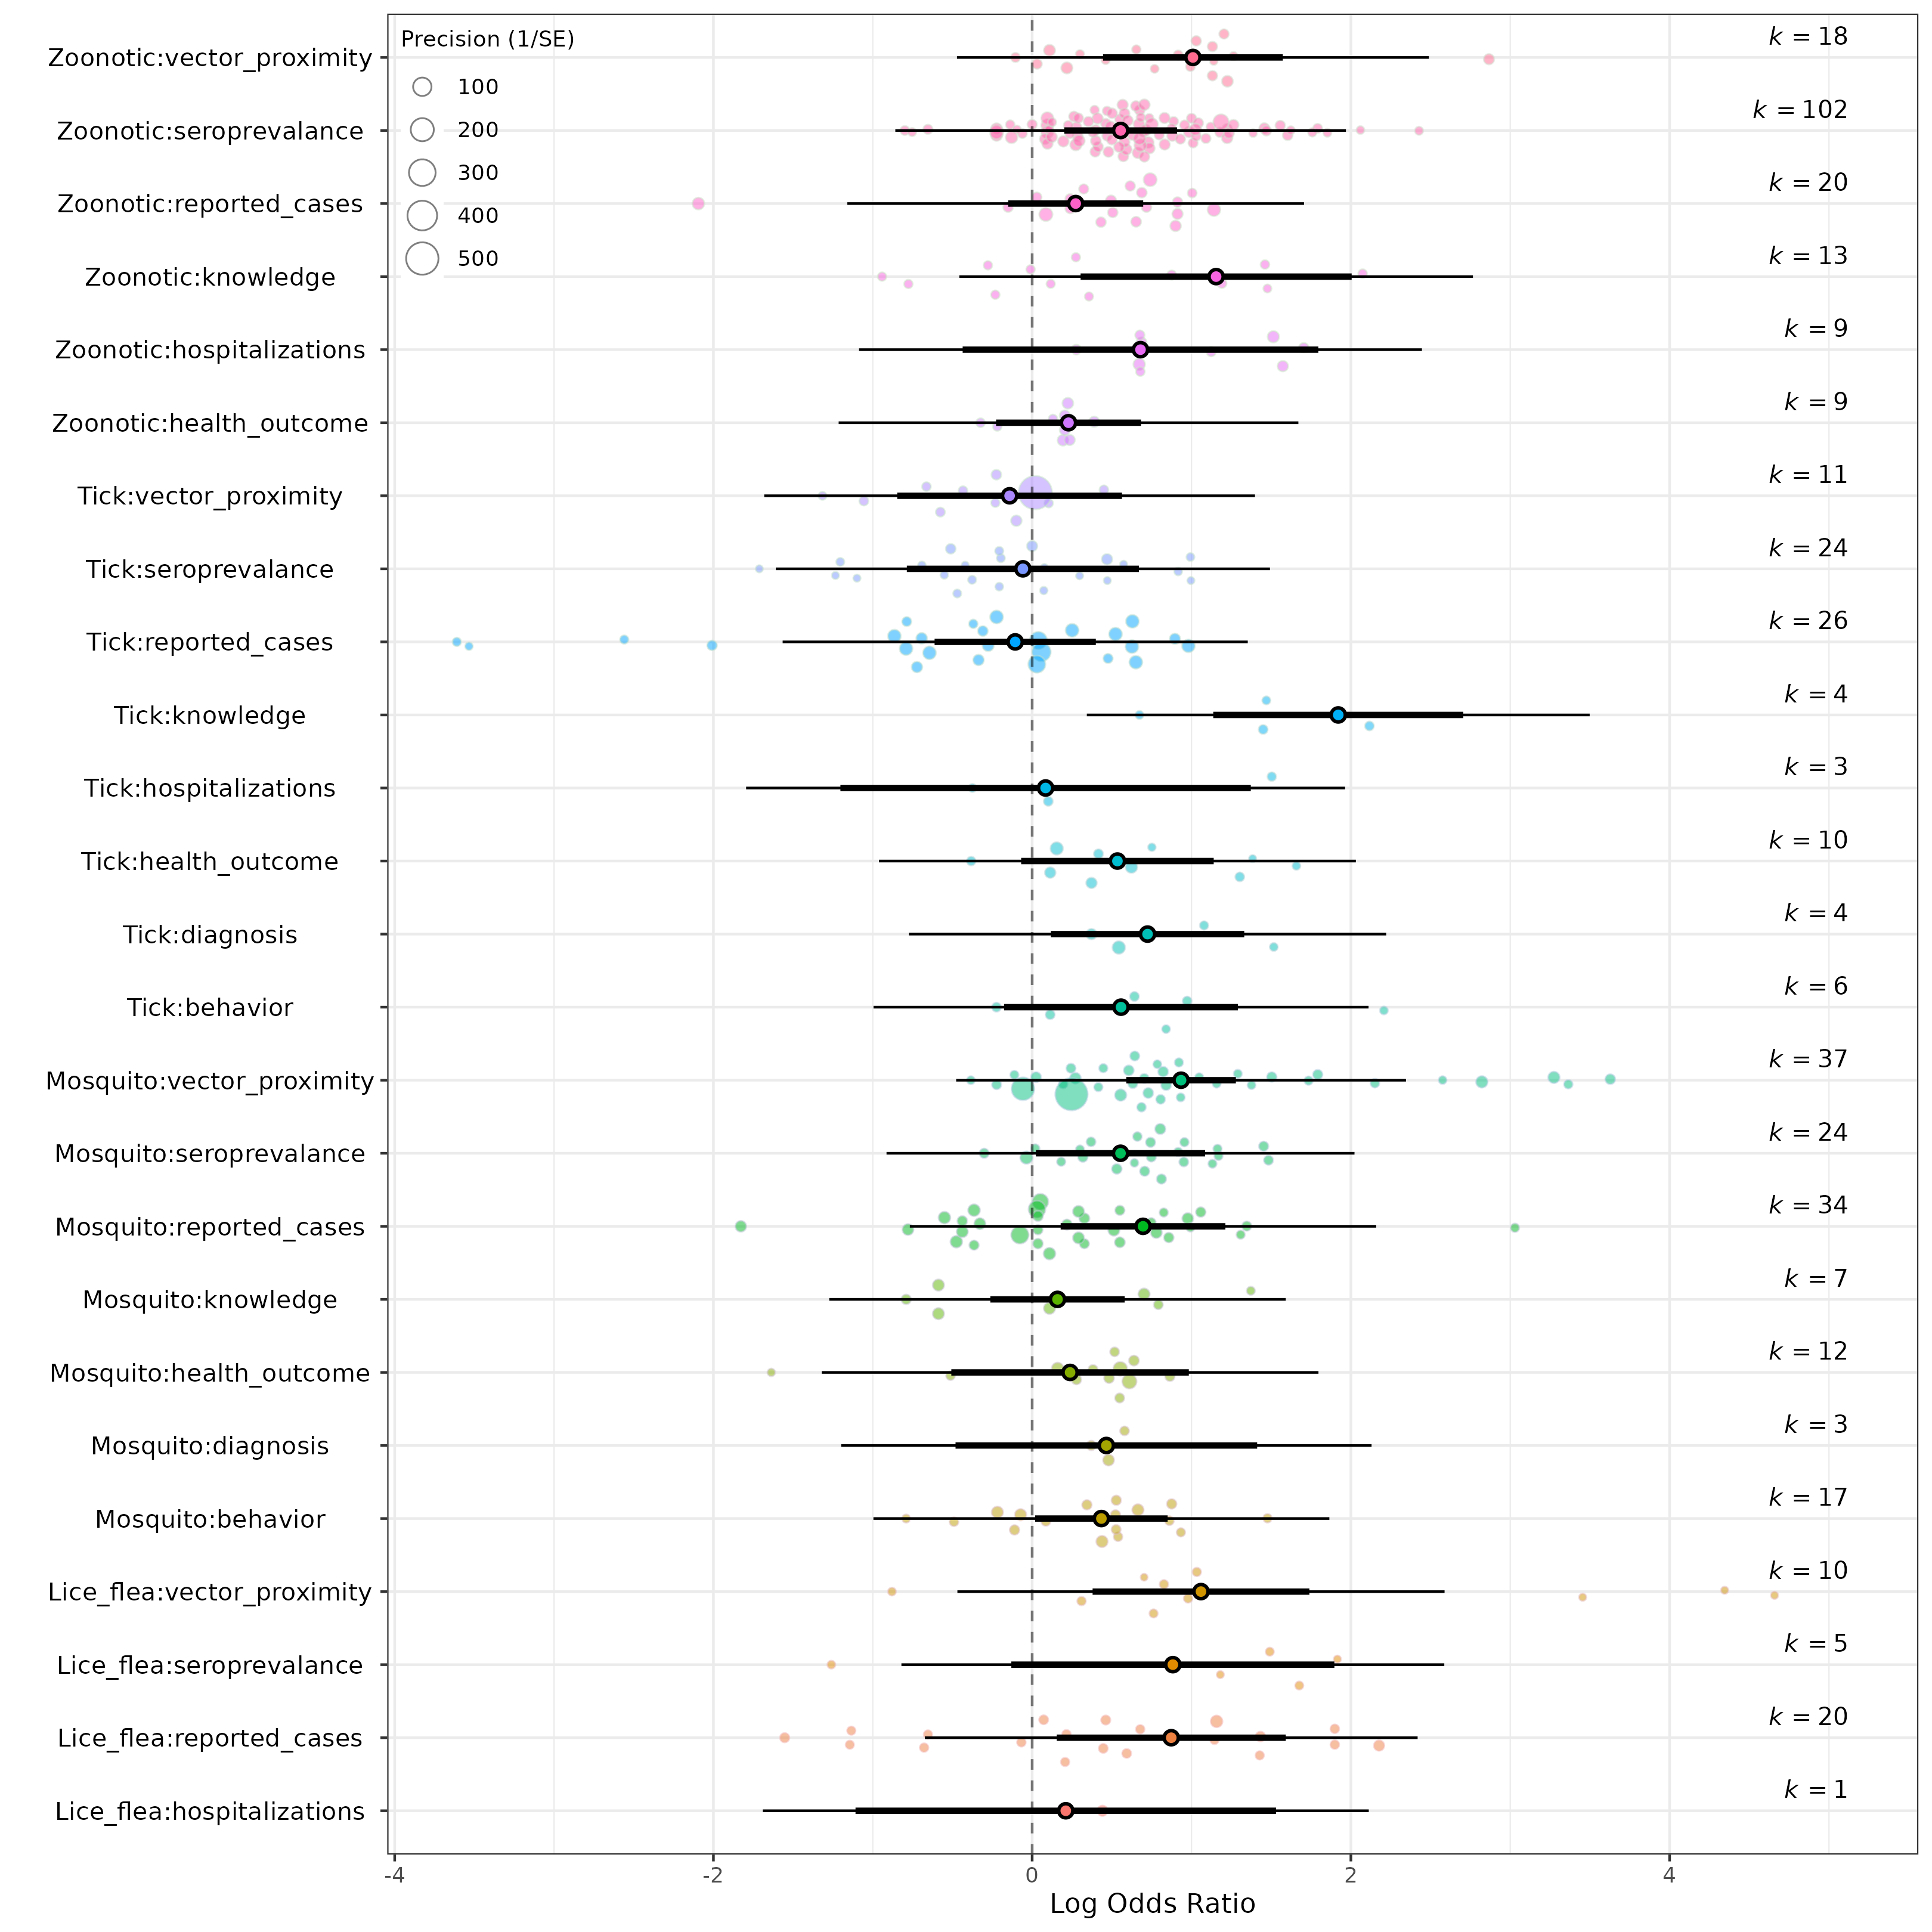 Precision (1/SE)
100
200
300
400
500
Zoonotic:vector_proximity k = 18
Zoonotic:seroprevalance k = 102
Zoonotic:reported_cases k = 20
Zoonotic:knowledge k = 13
Zoonotic:hospitalizations k = 9
Zoonotic:health_outcome k = 9
Tick:vector_proximity k = 11
Tick:seroprevalance k = 24
Tick:reported_cases k = 26
Tick:knowledge k = 4
Tick:hospitalizations k = 3
Tick:health_outcome k = 10
Tick:diagnosis k = 4
Tick:behavior k = 6
Mosquito:vector_proximity k = 37
Mosquito:seroprevalance k = 24
Mosquito:reported_cases k = 34
Mosquito:knowledge k = 7
Mosquito:health_outcome k = 12
Mosquito:diagnosis k = 3
Mosquito:behavior k = 17
Lice_flea:vector_proximity k = 10
Lice_flea:seroprevalance k = 5
Lice_flea:reported_cases k = 20
Lice_flea:hospitalizations k = 1
-4 -2 0 2 4
Log Odds Ratio